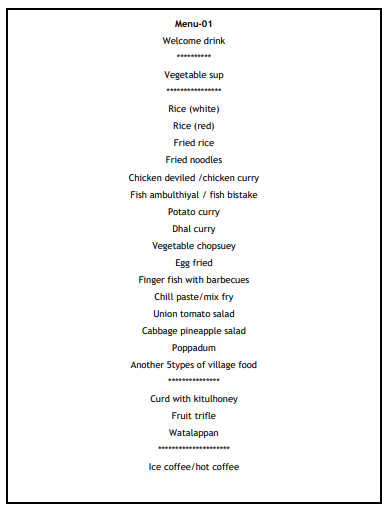 Menu-01
Welcome drink
**********
Vegetable sup
****************
Rice (white)
Rice (red)
Fried rice
Fried noodles
Chicken deviled /chicken curry
Fish ambulthiyal / fish bistake
Potato curry
Dhal curry
Vegetable chopsuey
Egg fried
Finger fish with barbecues
Chill paste/mix fry
Union tomato salad
Cabbage pineapple salad
Poppadum
Another 5types of village food
***************
Curd with kitulhoney
Fruit trifle
Watalappan
*********************
Ice coffee/hot coffee